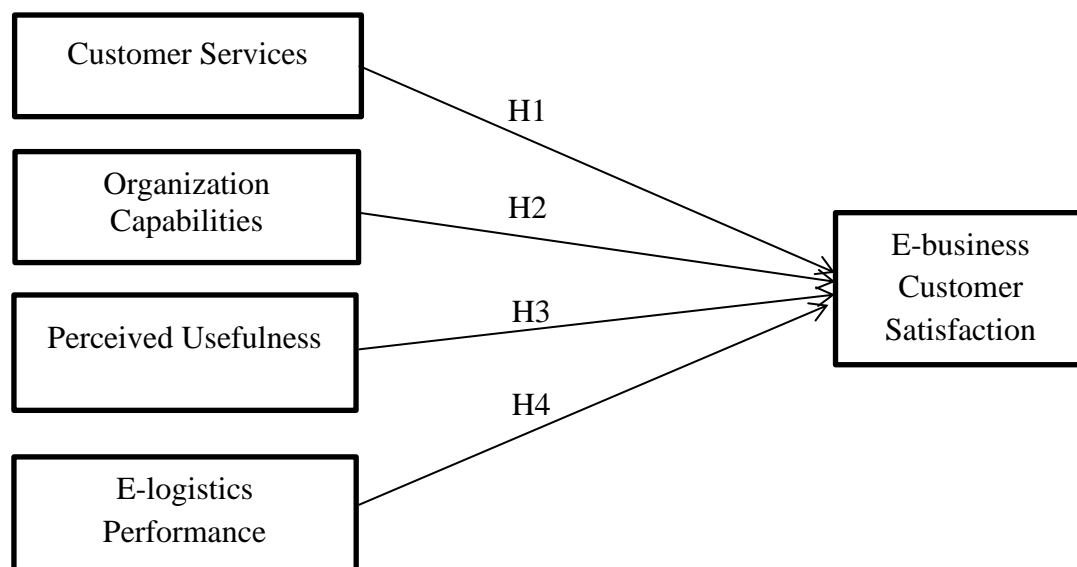 Customer Services
H1
Organization
Capabilities
H2
E-business
Customer
Satisfaction
Perceived Usefulness
H3
H4
E-logistics
Performance